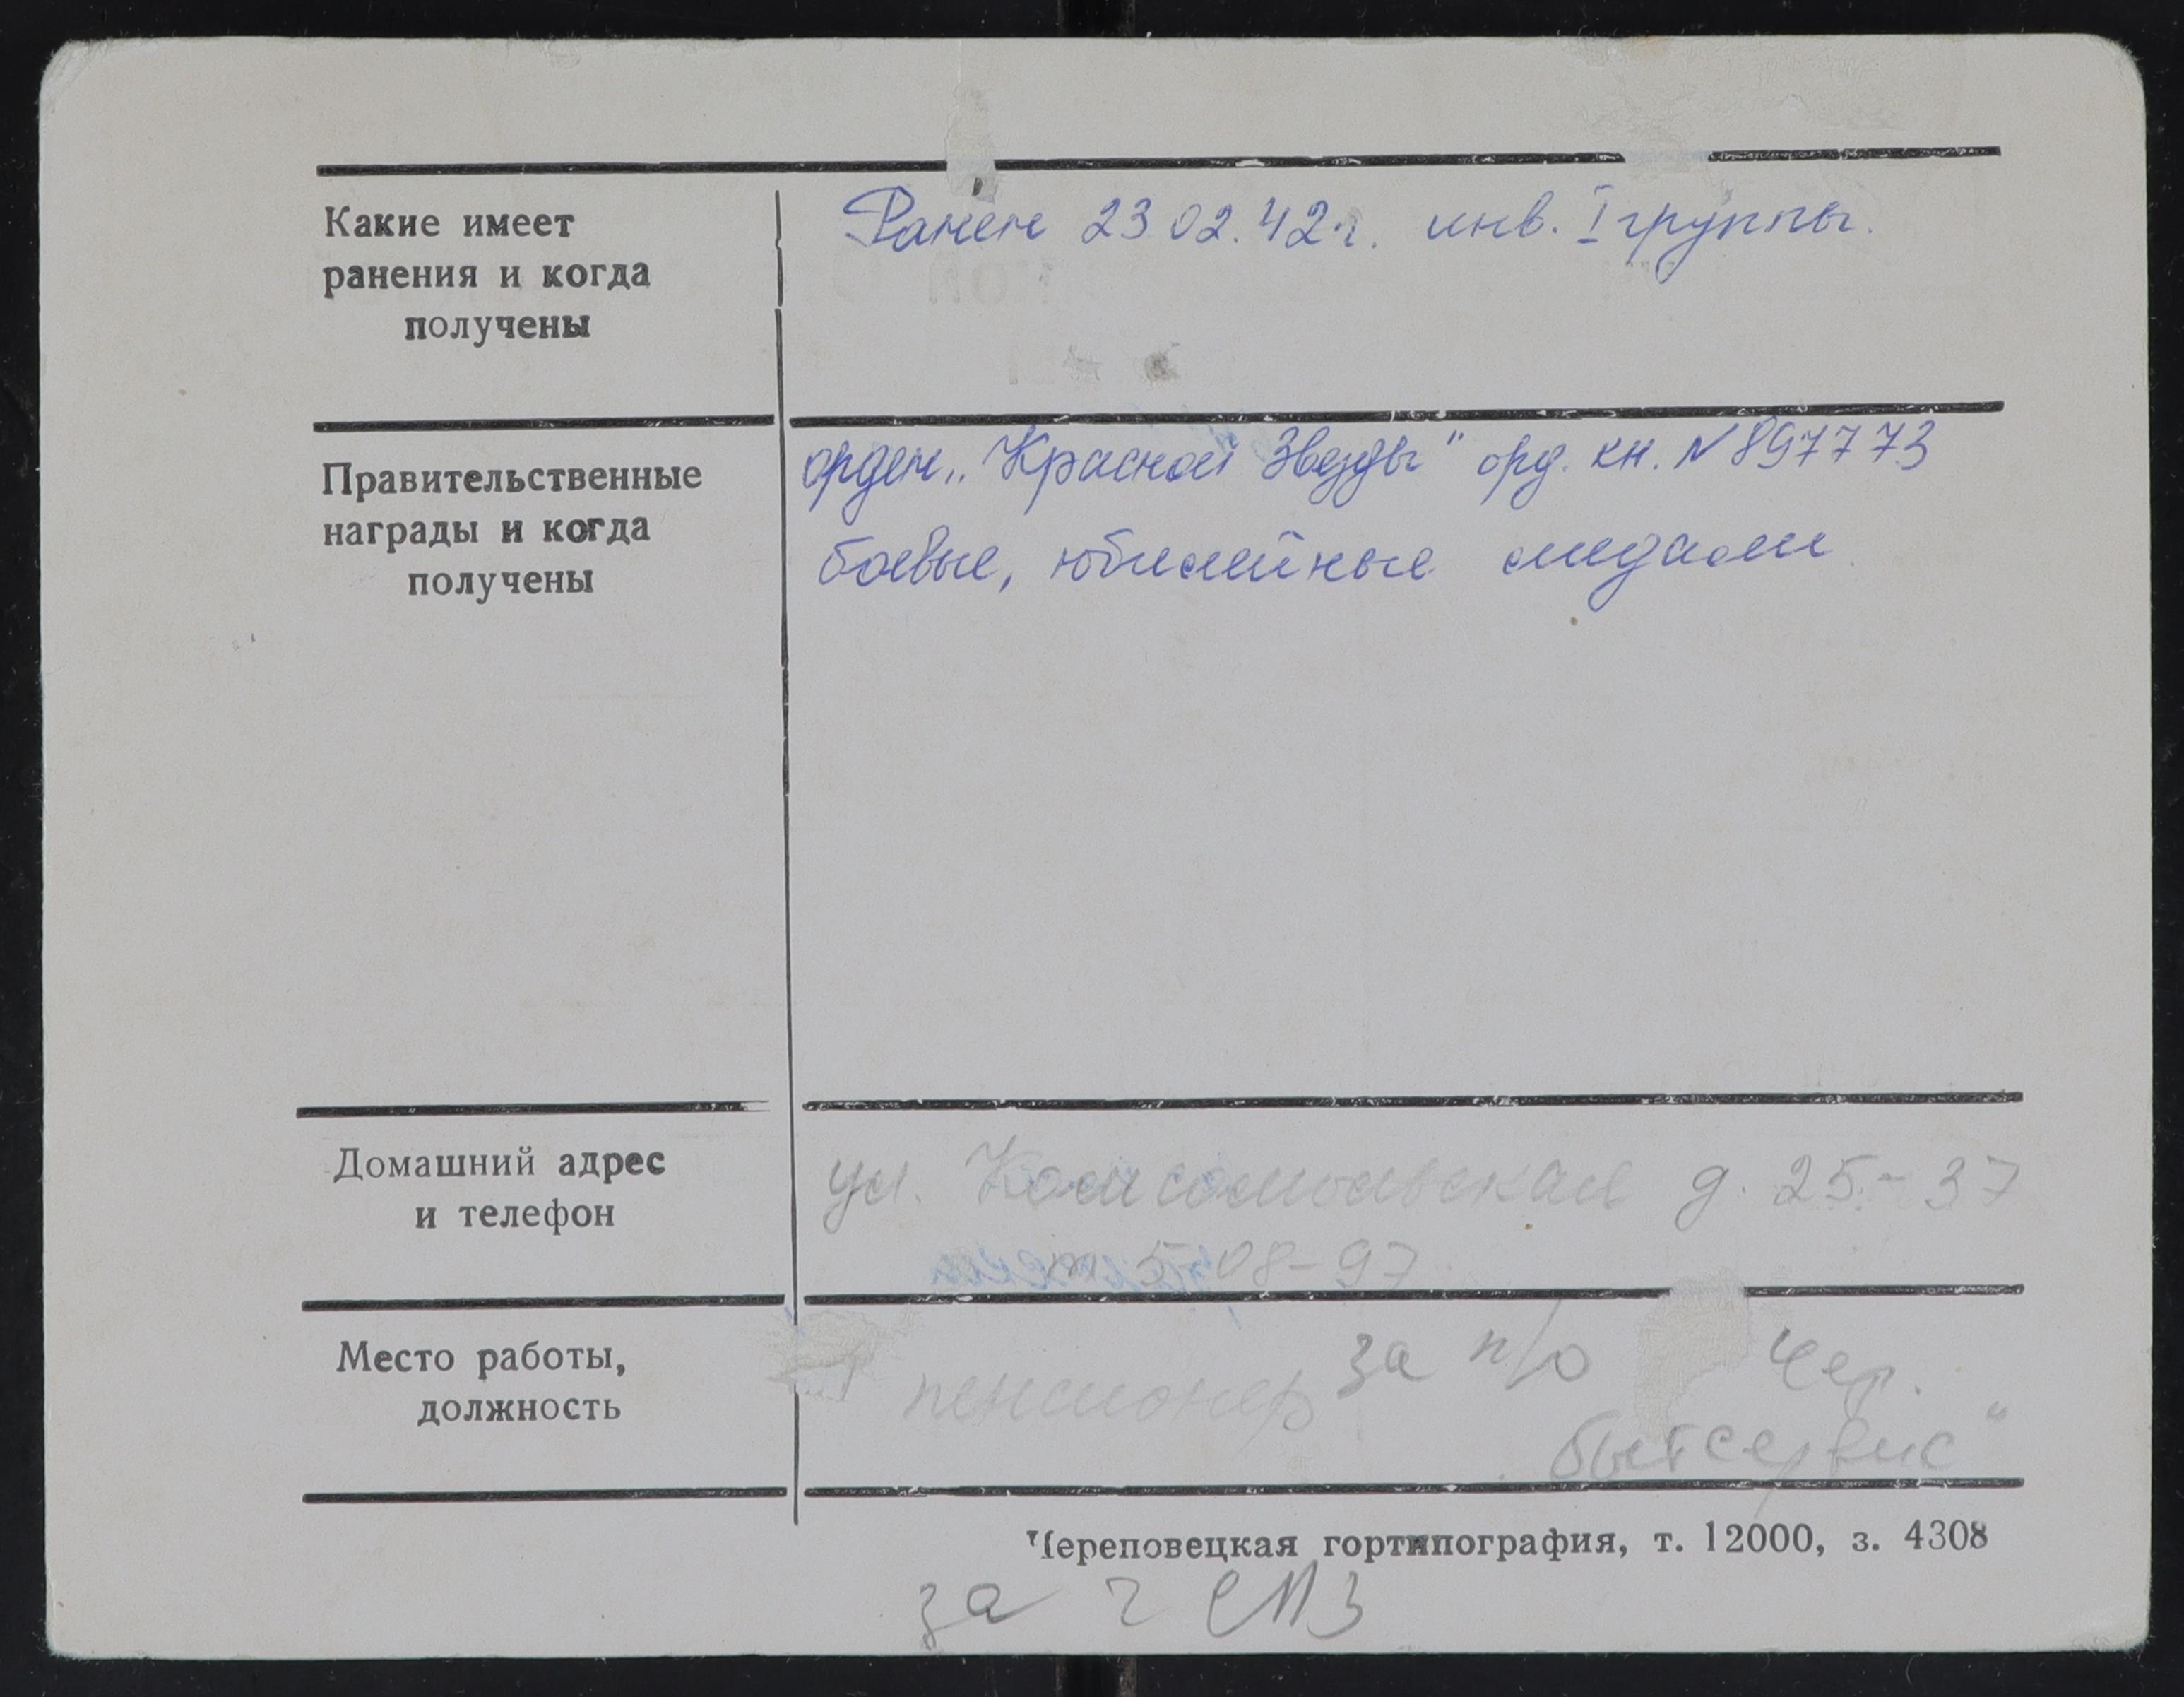 Какие имеет
ранения и когда
получены
Ранен 23.02.42г. инв. I группы.
Правительственные
награды и когда
получены
орден „Красной Звезды" орд. кн. № 897773
боевые, юбилейные медали
Домашний адрес
и телефон
ул. Комсомольская д. 25-37
т. 5-08-97
Место работы,
должность
пенсионер за п/о Чер.
„бытсервис"
Череповецкая гортипография, т. 12000, з. 4308
за ЧСПЗ